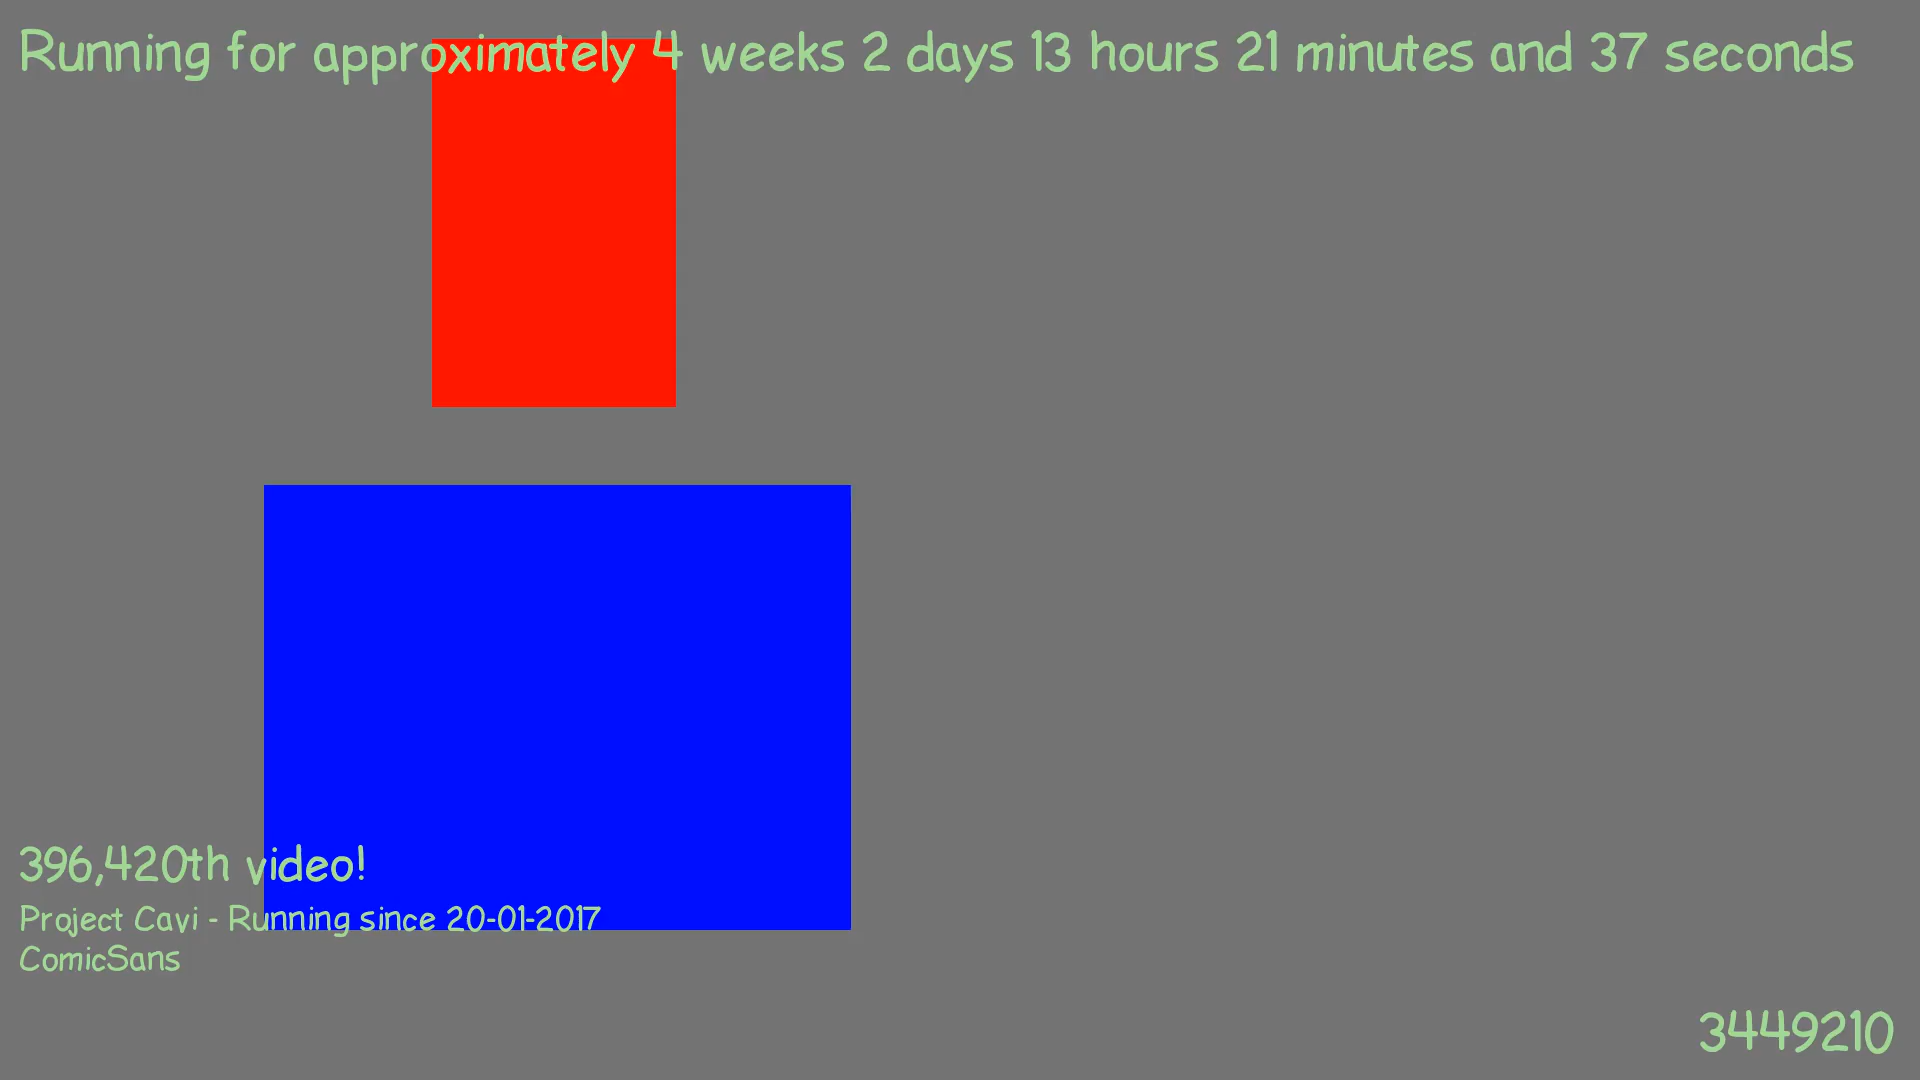 Running for approximately 4 weeks 2 days 13 hours 21 minutes and 37 seconds
396,420th video!
Project Cavi - Running since 20-01-2017
ComicSans
3449210